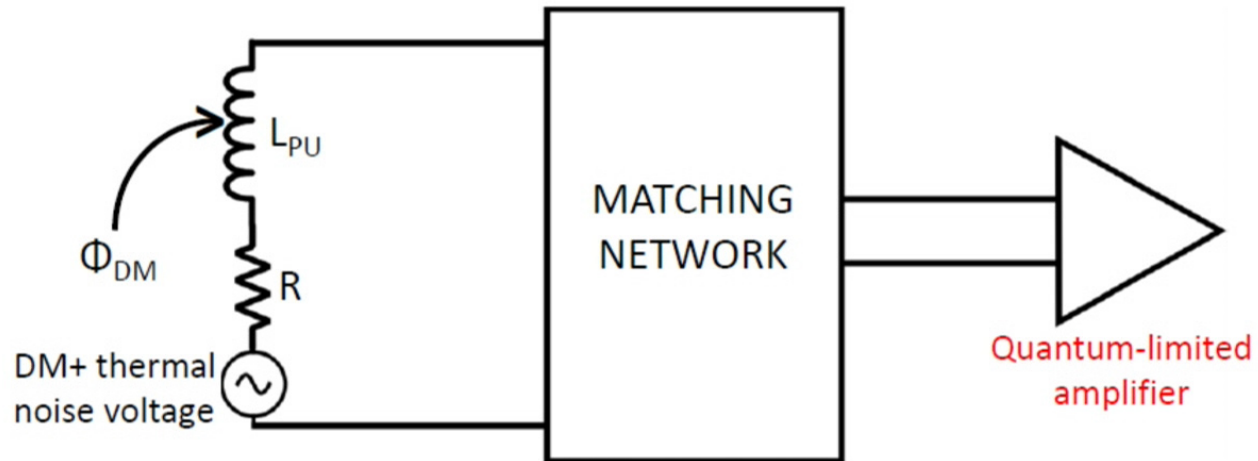 L_PU
Φ_DM
R
DM+ thermal
noise voltage
MATCHING
NETWORK
Quantum-limited
amplifier